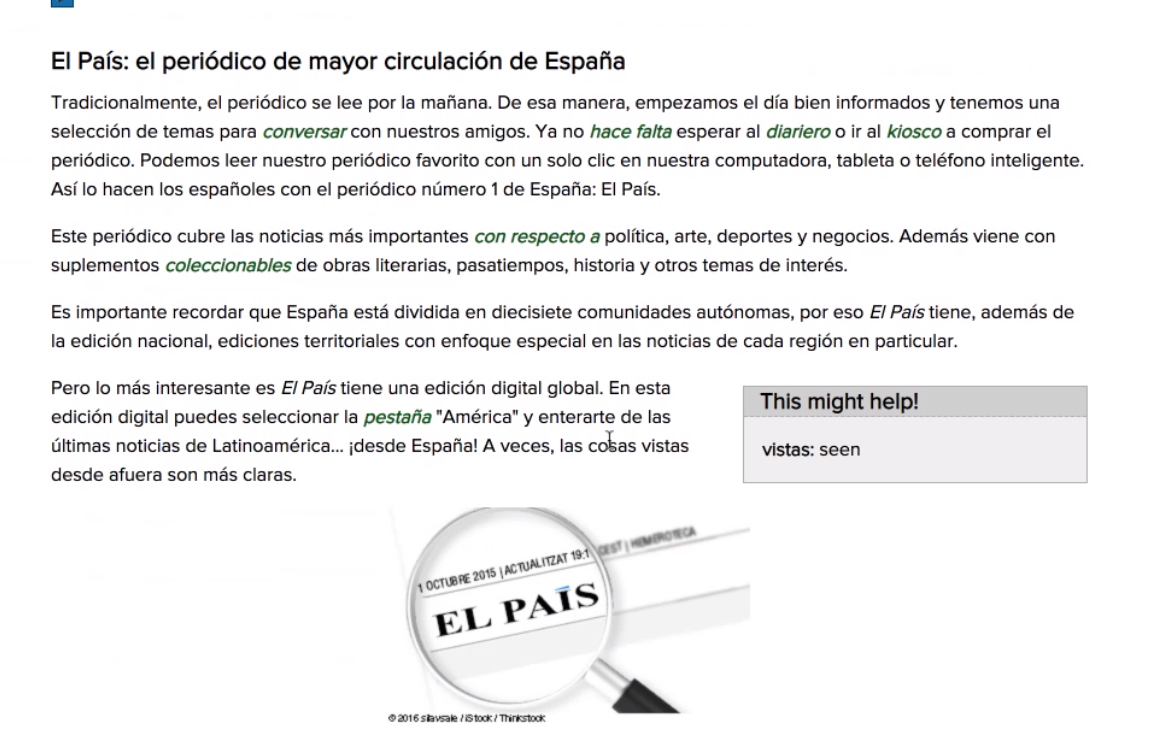 El País: el periódico de mayor circulación de España
Tradicionalmente, el periódico se lee por la mañana. De esa manera, empezamos el día bien informados y tenemos una
selección de temas para conversar con nuestros amigos. Ya no hace falta esperar al diariero o ir al kiosco a comprar el
periódico. Podemos leer nuestro periódico favorito con un solo clic en nuestra computadora, tableta o teléfono inteligente.
Así lo hacen los españoles con el periódico número 1 de España: El País.
Este periódico cubre las noticias más importantes con respecto a política, arte, deportes y negocios. Además viene con
suplementos coleccionables de obras literarias, pasatiempos, historia y otros temas de interés.
Es importante recordar que España está dividida en diecisiete comunidades autónomas, por eso El País tiene, además de
la edición nacional, ediciones territoriales con enfoque especial en las noticias de cada región en particular.
Pero lo más interesante es El País tiene una edición digital global. En esta
edición digital puedes seleccionar la pestaña "América" y enterarte de las
últimas noticias de Latinoamérica... ¡desde España! A veces, las cosas vistas
desde afuera son más claras.
This might help!
vistas: seen
1 OCTUBRE 2015 | ACTUALITZAT 19:1 CEST | HEMEROTECA
EL PAÍS
© 2016 silavsale / iStock / Thinkstock